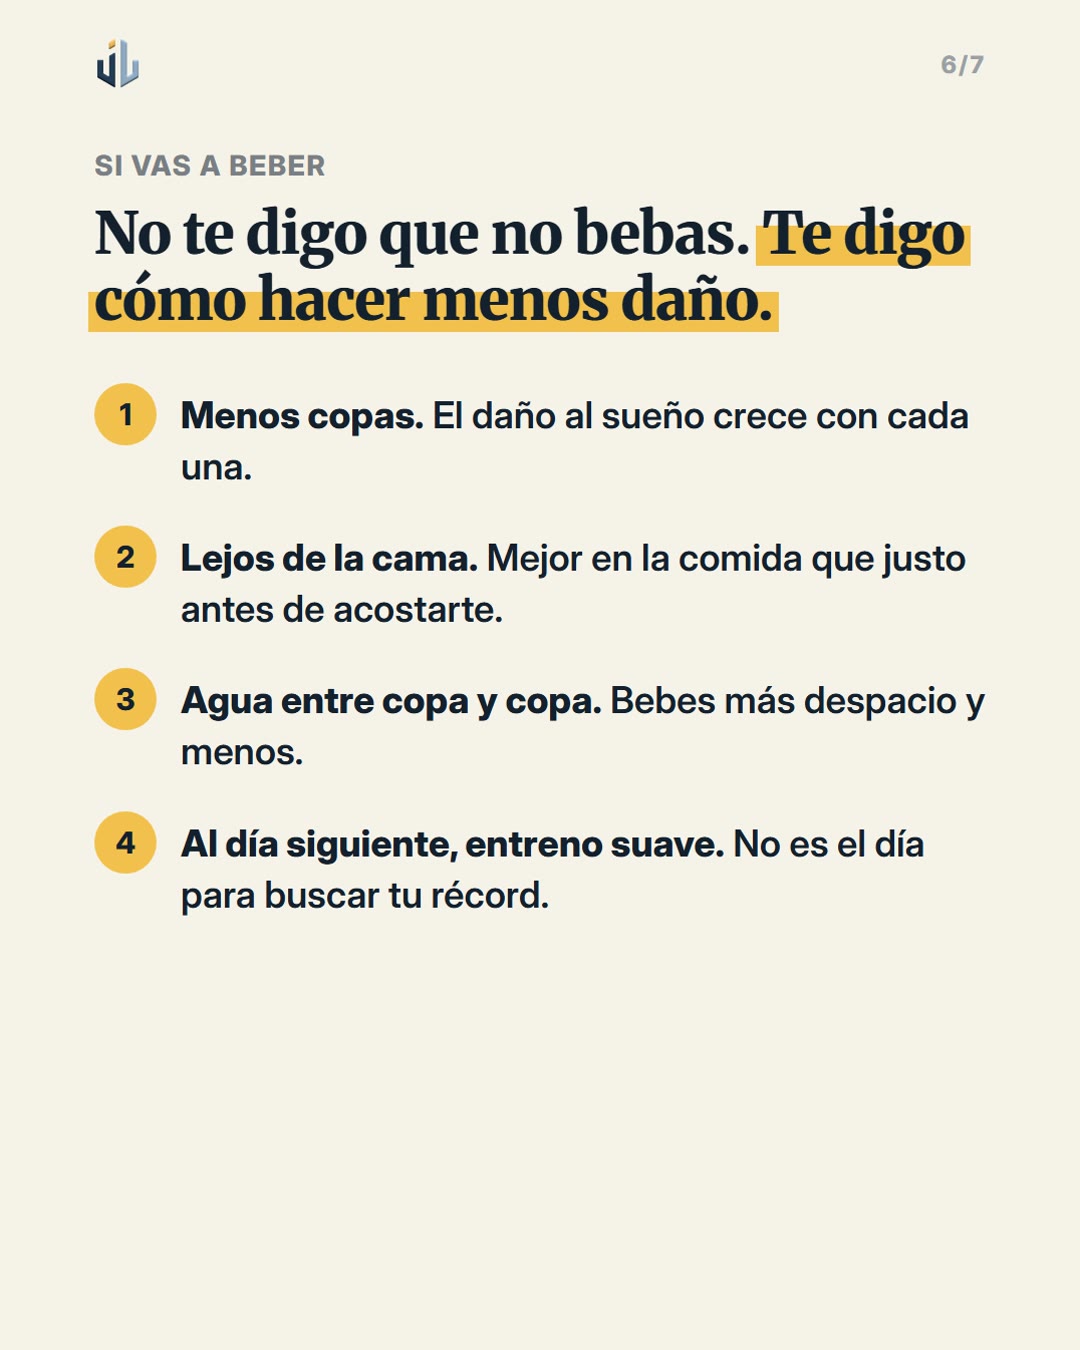 6/7
SI VAS A BEBER
No te digo que no bebas. Te digo
cómo hacer menos daño.
1 Menos copas. El daño al sueño crece con cada
una.
2 Lejos de la cama. Mejor en la comida que justo
antes de acostarte.
3 Agua entre copa y copa. Bebes más despacio y
menos.
4 Al día siguiente, entreno suave. No es el día
para buscar tu récord.